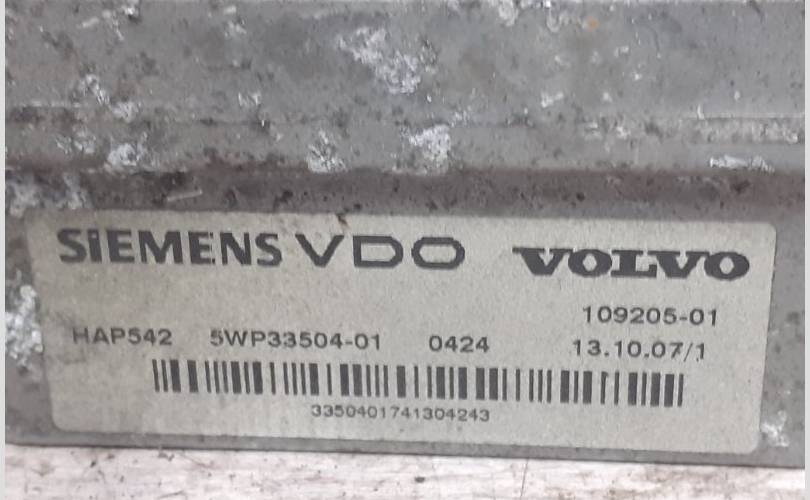 SIEMENS VDO VOLVO
109205-01
HAP542 5WP33504-01 0424 13.10.07/1
3350401741304243